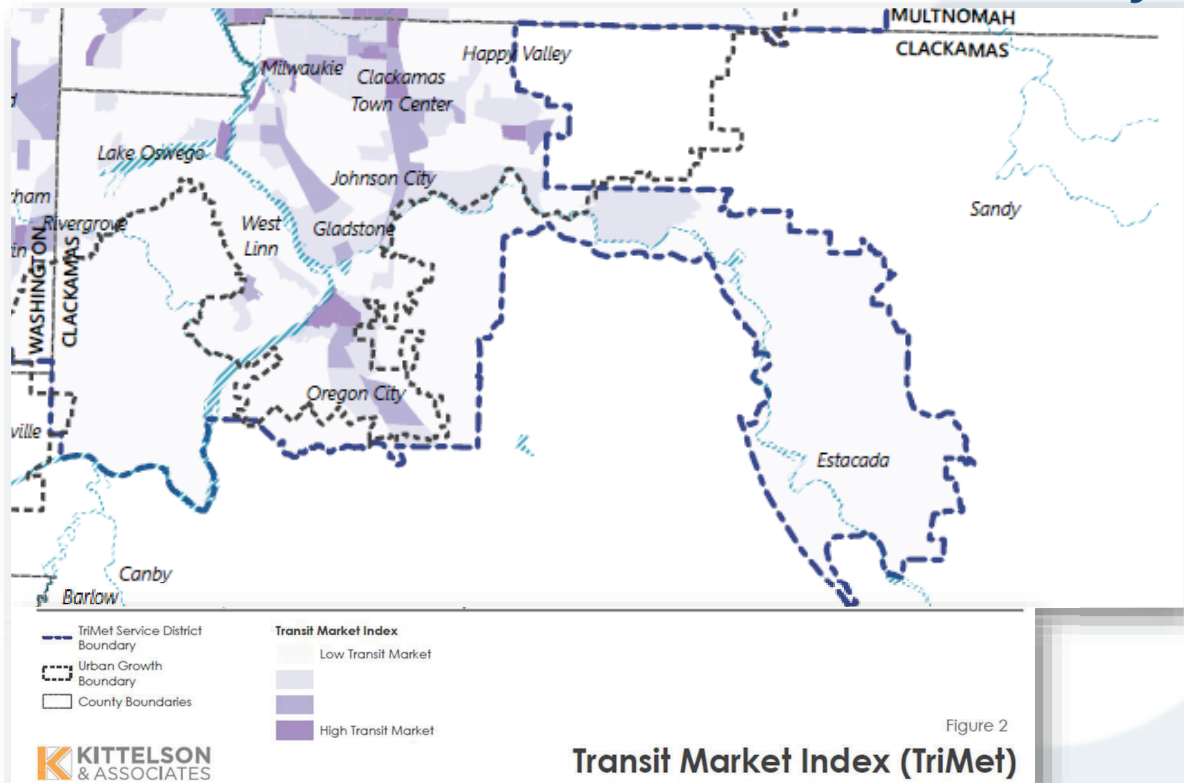 MULTNOMAH
CLACKAMAS
Happy Valley
Milwaukie
Clackamas
Town Center
Lake Oswego
Johnson City
Sandy
Rivergrove
West
Linn
Gladstone
WASHINGTON
CLACKAMAS
Oregon City
ville
Estacada
Canby
Barlow
TriMet Service District
Boundary
Urban Growth
Boundary
County Boundaries
Transit Market Index
Low Transit Market
High Transit Market
Figure 2
KITTELSON
& ASSOCIATES
Transit Market Index (TriMet)